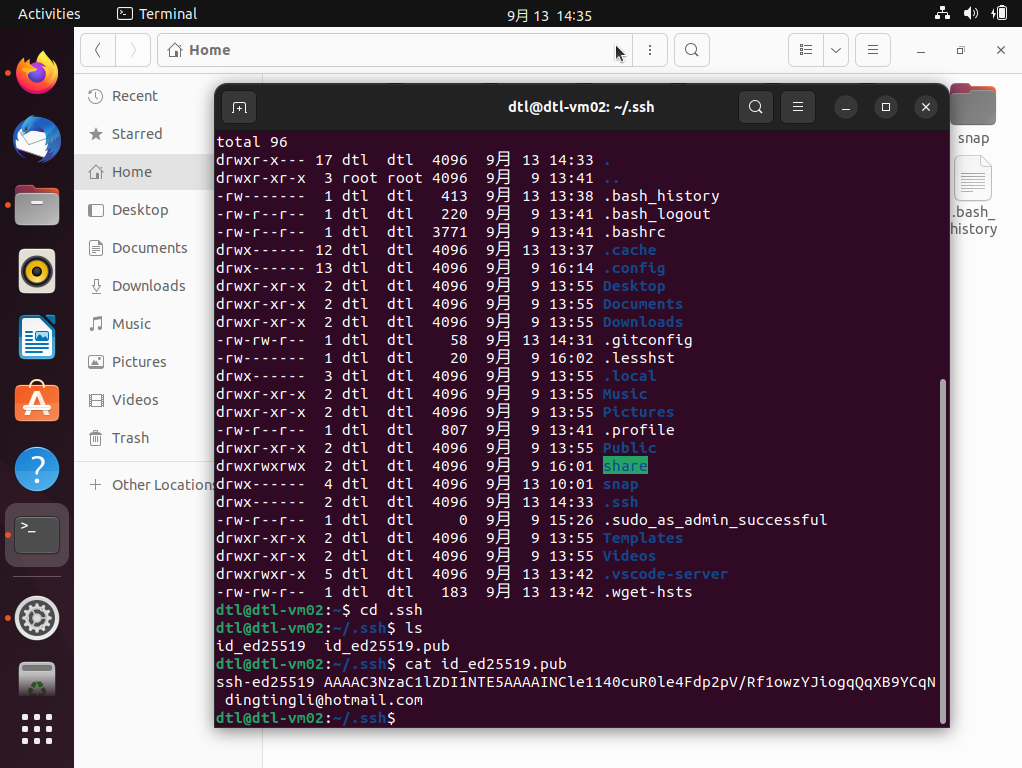 Activities
Terminal
9月 13 14:35
Home
Recent
Starred
Home
Desktop
Documents
Downloads
Music
Pictures
Videos
Trash
Other Locations
snap
.bash_
history
dtl@dtl-vm02: ~/.ssh
total 96
drwxr-x--- 17 dtl  dtl  4096  9月 13 14:33 .
drwxr-xr-x  3 root root 4096  9月  9 13:41 ..
-rw-------  1 dtl  dtl   413  9月 13 13:38 .bash_history
-rw-r--r--  1 dtl  dtl   220  9月  9 13:41 .bash_logout
-rw-r--r--  1 dtl  dtl  3771  9月  9 13:41 .bashrc
drwx------ 12 dtl  dtl  4096  9月 13 13:37 .cache
drwx------ 13 dtl  dtl  4096  9月  9 16:14 .config
drwxr-xr-x  2 dtl  dtl  4096  9月  9 13:55 Desktop
drwxr-xr-x  2 dtl  dtl  4096  9月  9 13:55 Documents
drwxr-xr-x  2 dtl  dtl  4096  9月  9 13:55 Downloads
-rw-rw-r--  1 dtl  dtl    58  9月 13 14:31 .gitconfig
-rw-------  1 dtl  dtl    20  9月  9 16:02 .lesshst
drwx------  3 dtl  dtl  4096  9月  9 13:55 .local
drwxr-xr-x  2 dtl  dtl  4096  9月  9 13:55 Music
drwxr-xr-x  2 dtl  dtl  4096  9月  9 13:55 Pictures
-rw-r--r--  1 dtl  dtl   807  9月  9 13:41 .profile
drwxr-xr-x  2 dtl  dtl  4096  9月  9 13:55 Public
drwxrwxrwx  2 dtl  dtl  4096  9月  9 16:01 share
drwx------  4 dtl  dtl  4096  9月 13 10:01 snap
drwx------  2 dtl  dtl  4096  9月 13 14:33 .ssh
-rw-r--r--  1 dtl  dtl     0  9月  9 15:26 .sudo_as_admin_successful
drwxr-xr-x  2 dtl  dtl  4096  9月  9 13:55 Templates
drwxr-xr-x  2 dtl  dtl  4096  9月  9 13:55 Videos
drwxrwxr-x  5 dtl  dtl  4096  9月 13 13:42 .vscode-server
-rw-rw-r--  1 dtl  dtl   183  9月 13 13:42 .wget-hsts
dtl@dtl-vm02:~$ cd .ssh
dtl@dtl-vm02:~/.ssh$ ls
id_ed25519  id_ed25519.pub
dtl@dtl-vm02:~/.ssh$ cat id_ed25519.pub
ssh-ed25519 AAAAC3NzaC1lZDI1NTE5AAAAINCle1140cuR0le4Fdp2pV/Rf1owzYJiogqQqXB9YCqN
dingtingli@hotmail.com
dtl@dtl-vm02:~/.ssh$